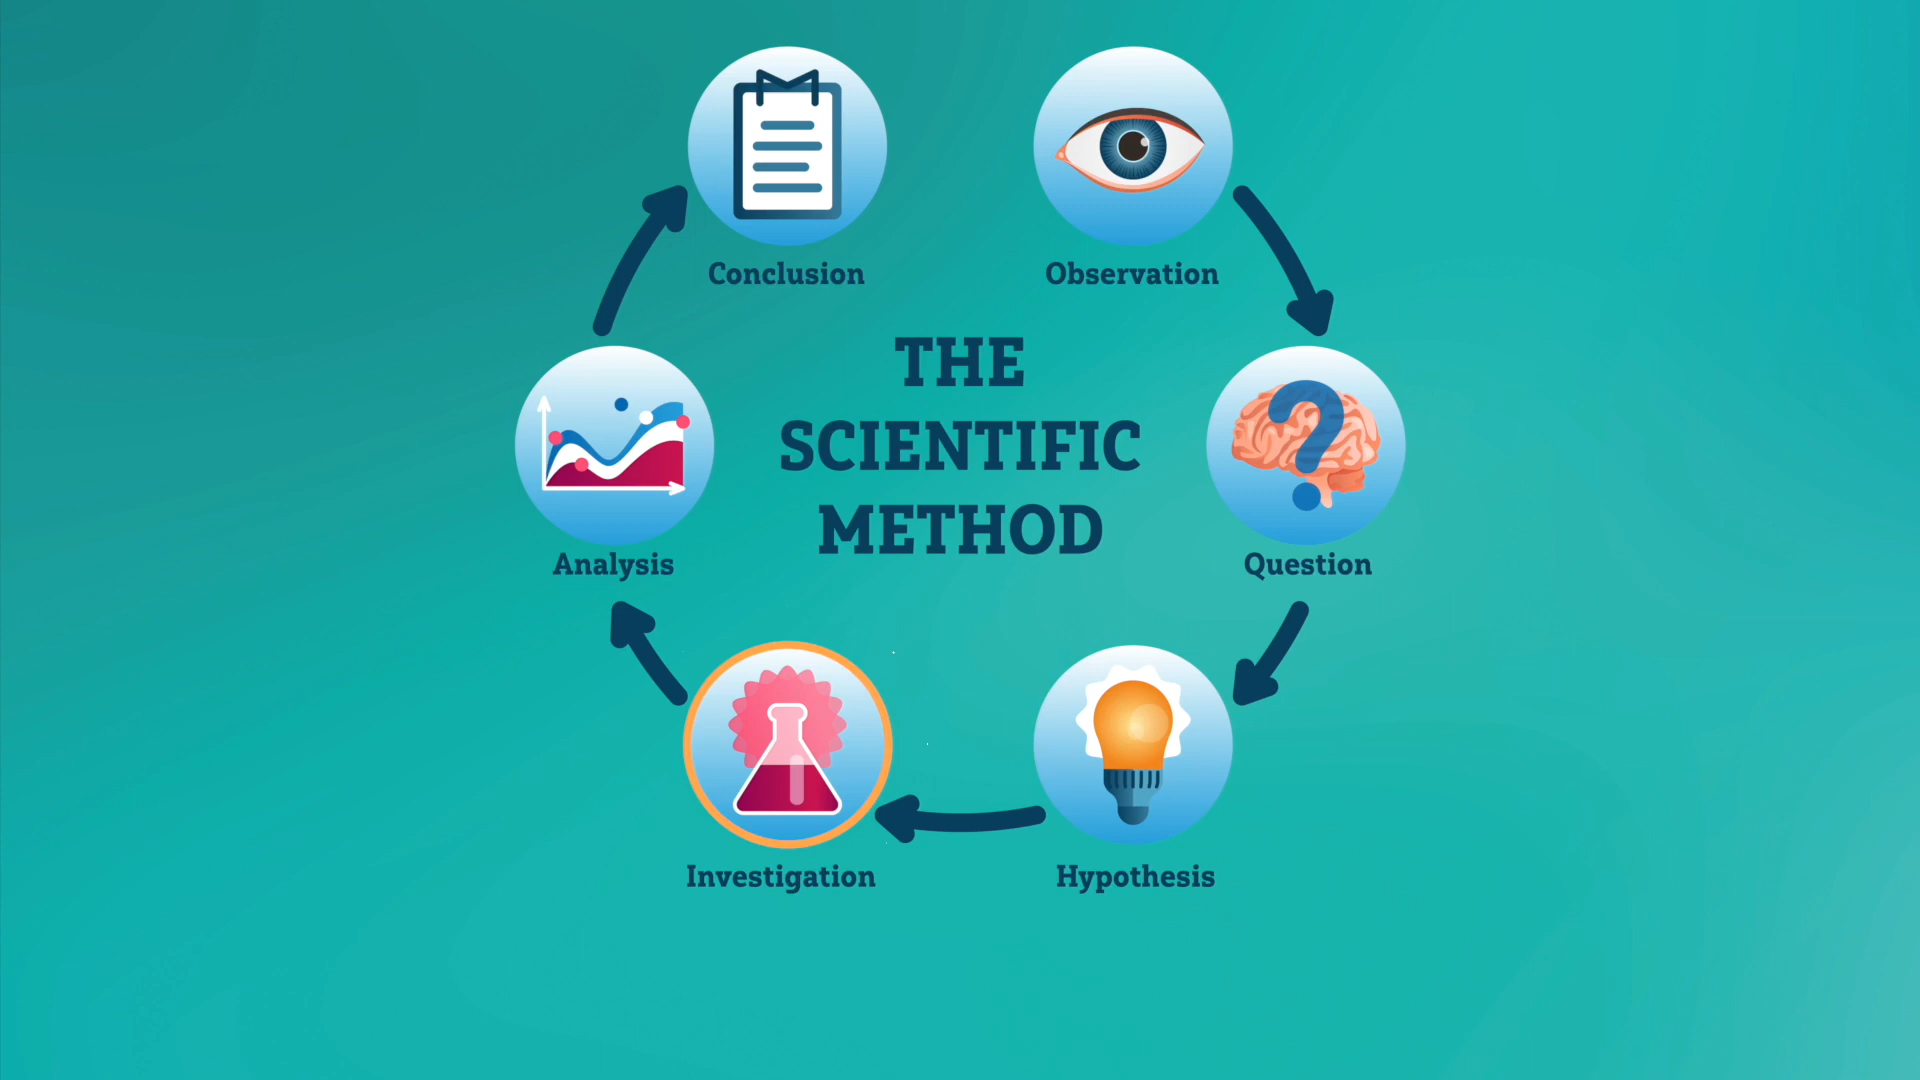 THE
SCIENTIFIC
METHOD
Observation
Question
Hypothesis
Investigation
Analysis
Conclusion